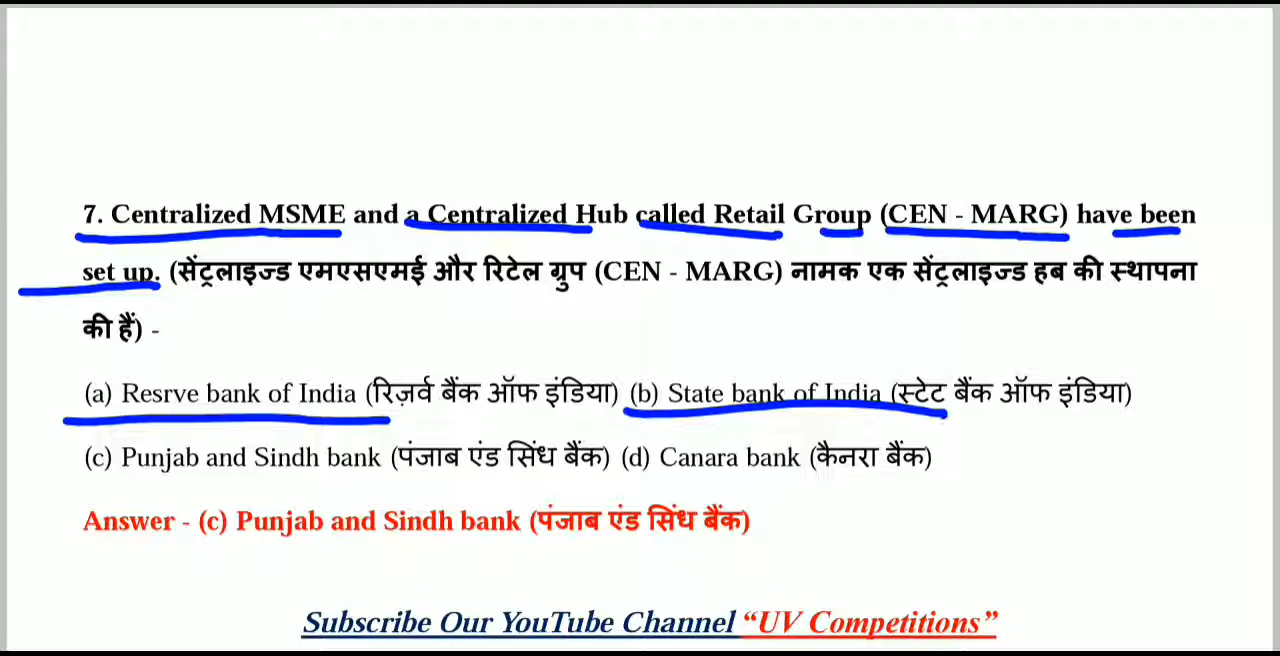 7. Centralized MSME and a Centralized Hub called Retail Group (CEN - MARG) have been
set up. (सेंट्रलाइज्ड एमएसएमई और रिटेल ग्रुप (CEN - MARG) नामक एक सेंट्रलाइज्ड हब की स्थापना
की हैं) -
(a) Resrve bank of India (रिज़र्व बैंक ऑफ इंडिया) (b) State bank of India (स्टेट बैंक ऑफ इंडिया)
(c) Punjab and Sindh bank (पंजाब एंड सिंध बैंक) (d) Canara bank (कैनरा बैंक)
Answer - (c) Punjab and Sindh bank (पंजाब एंड सिंध बैंक)
Subscribe Our YouTube Channel “UV Competitions”